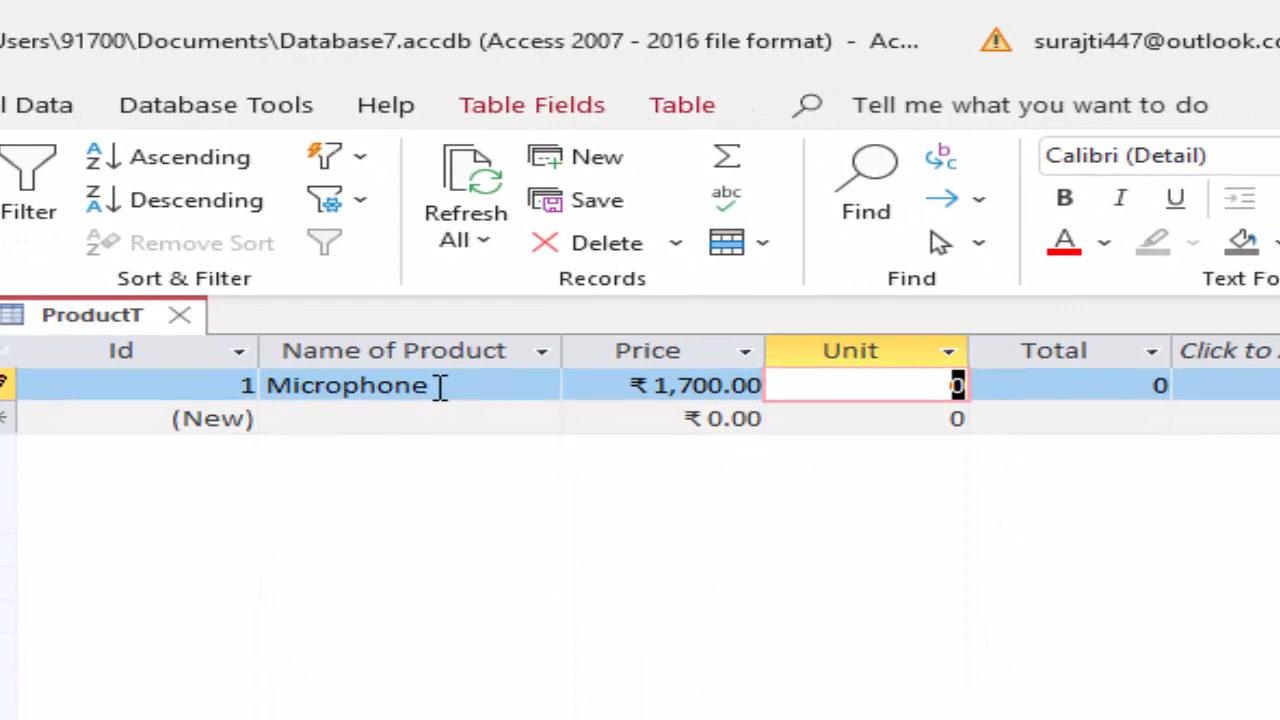 Users\91700\Documents\Database7.accdb (Access 2007 - 2016 file format) - Ac... surajti447@outlook.co
l Data Database Tools Help Table Fields Table Tell me what you want to do
Ascending New Calibri (Detail)
Filter Descending Refresh All Save abc Find B I U
Remove Sort Delete A
Sort & Filter Records Find Text Fo
ProductT
Id Name of Product Price Unit Total Click to
1 Microphone ₹ 1,700.00 0 0
(New) ₹ 0.00 0